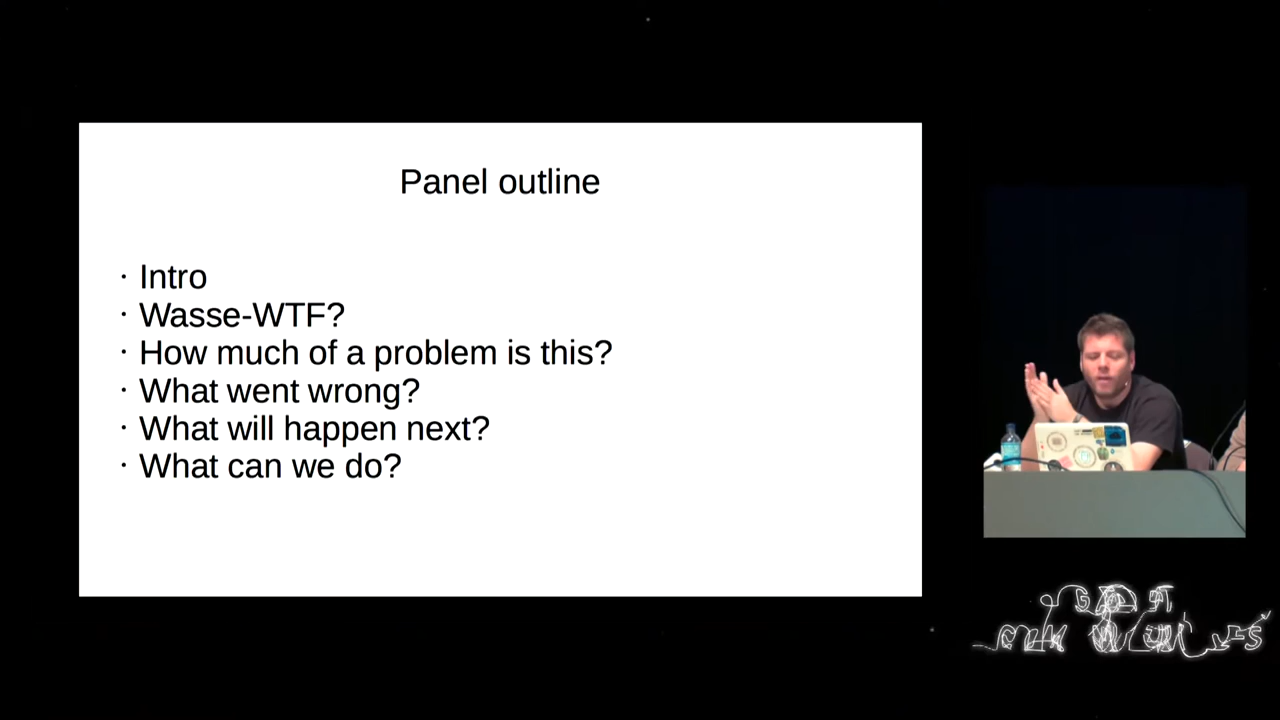 Panel outline
· Intro
· Wasse-WTF?
· How much of a problem is this?
· What went wrong?
· What will happen next?
· What can we do?